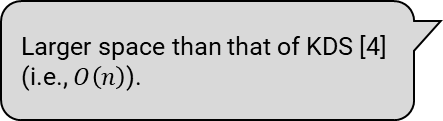 Larger space than that of KDS [4]
(i.e., O(n)).